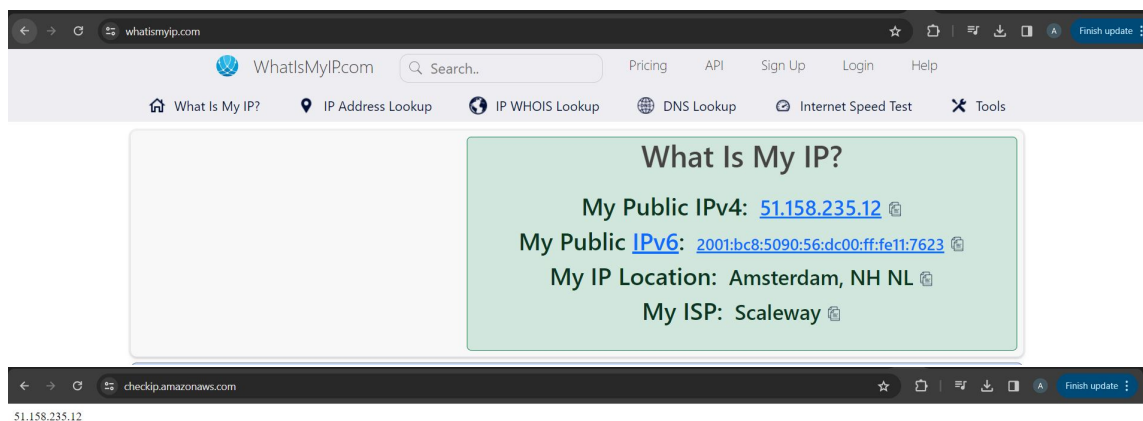 whatismyip.com
A
Finish update
WhatIsMyIP.com Search.. Pricing API Sign Up Login Help
What Is My IP? IP Address Lookup IP WHOIS Lookup DNS Lookup Internet Speed Test Tools
What Is My IP?
My Public IPv4: 51.158.235.12
My Public IPv6: 2001:bc8:5090:56:dc00:ff:fe11:7623
My IP Location: Amsterdam, NH NL
My ISP: Scaleway
checkip.amazonaws.com
A
Finish update
51.158.235.12